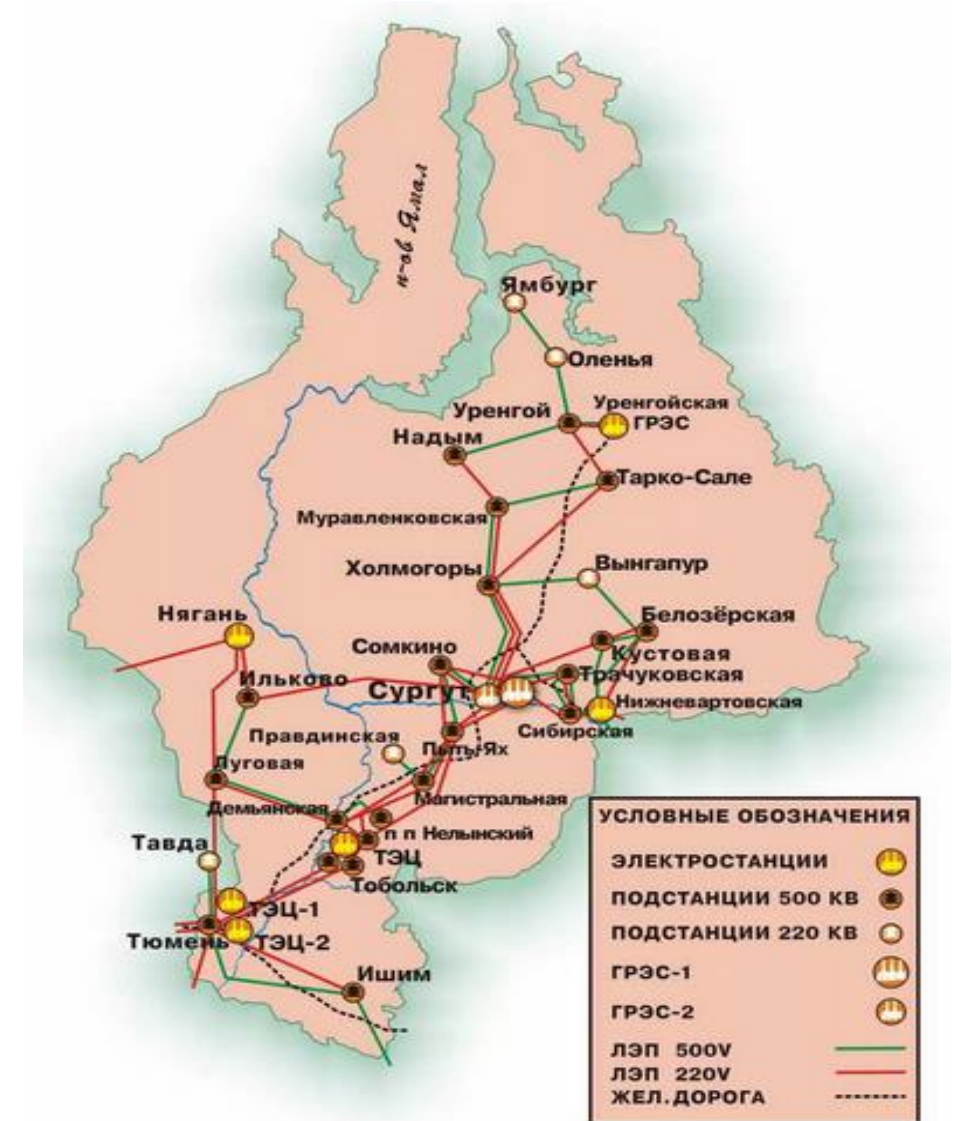 п-ов Ямал
Ямбург
Оленья
Уренгой
Уренгойская
ГРЭС
Надым
Тарко-Сале
Муравленковская
Холмогоры
Вынгапур
Нягань
Белозёрская
Сомкино
Кустовая
Ильково
Сургут
Трачуковская
Нижневартовская
Правдинская
Сибирская
Пыть-Ях
Луговая
Демьянская
Магистральная
п п Нелынский
Тавда
ТЭЦ
Тобольск
ТЭЦ-1
Тюмень
ТЭЦ-2
Ишим
УСЛОВНЫЕ ОБОЗНАЧЕНИЯ
ЭЛЕКТРОСТАНЦИИ
ПОДСТАНЦИИ 500 КВ
ПОДСТАНЦИИ 220 КВ
ГРЭС-1
ГРЭС-2
ЛЭП 500V
ЛЭП 220V
ЖЕЛ.ДОРОГА